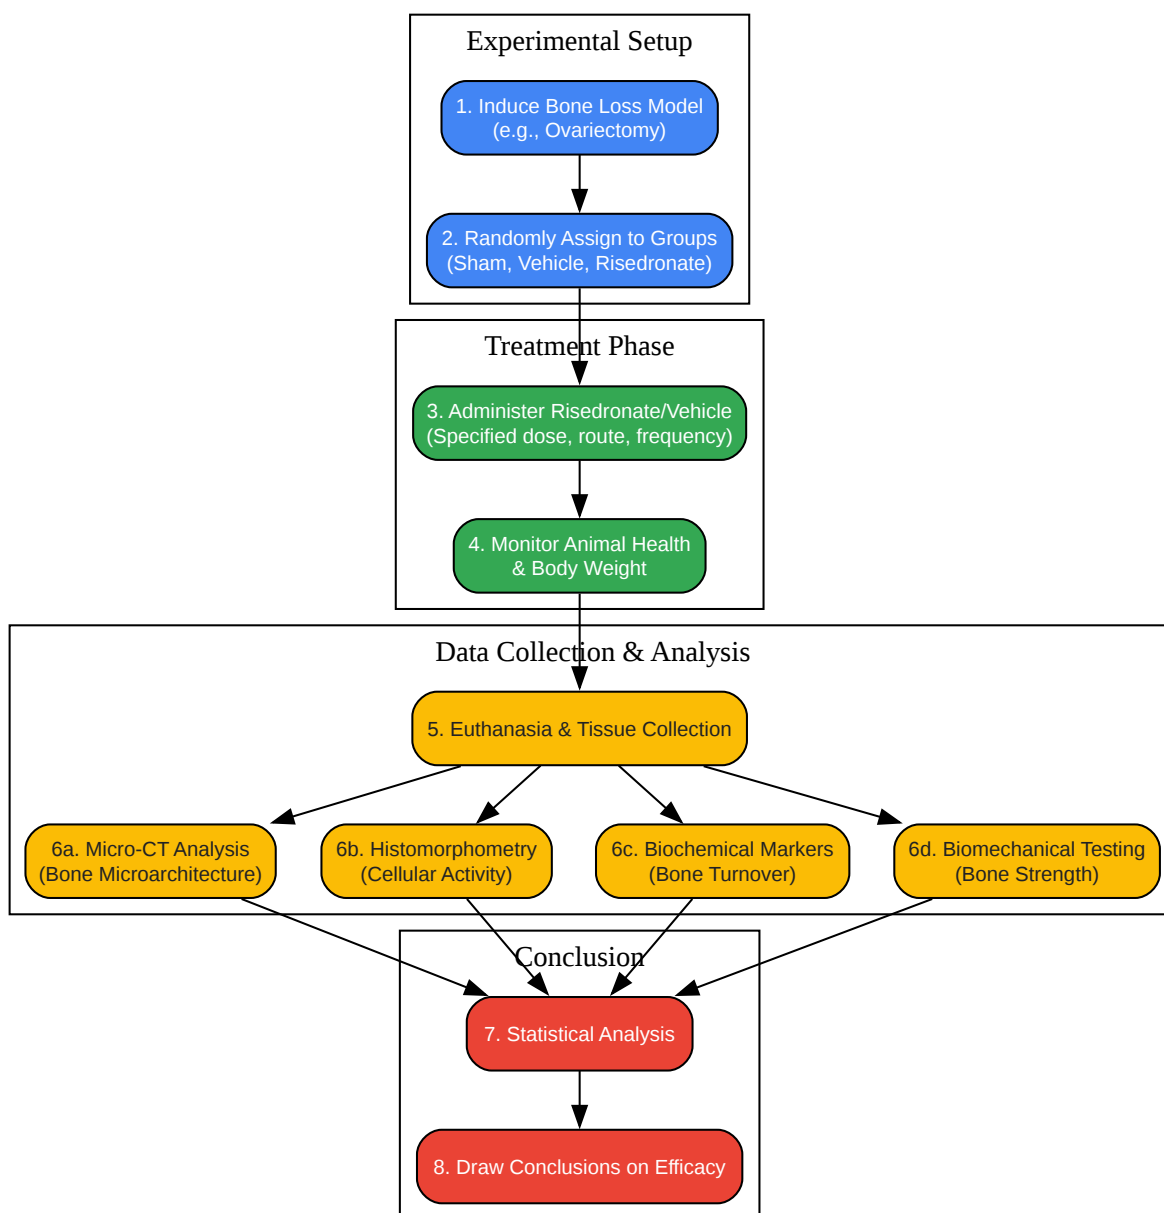 Experimental Setup
1. Induce Bone Loss Model
(e.g., Ovariectomy)
2. Randomly Assign to Groups
(Sham, Vehicle, Risedronate)
Treatment Phase
3. Administer Risedronate/Vehicle
(Specified dose, route, frequency)
4. Monitor Animal Health
& Body Weight
Data Collection & Analysis
5. Euthanasia & Tissue Collection
6a. Micro-CT Analysis
(Bone Microarchitecture)
6b. Histomorphometry
(Cellular Activity)
6c. Biochemical Markers
(Bone Turnover)
6d. Biomechanical Testing
(Bone Strength)
Conclusion
7. Statistical Analysis
8. Draw Conclusions on Efficacy